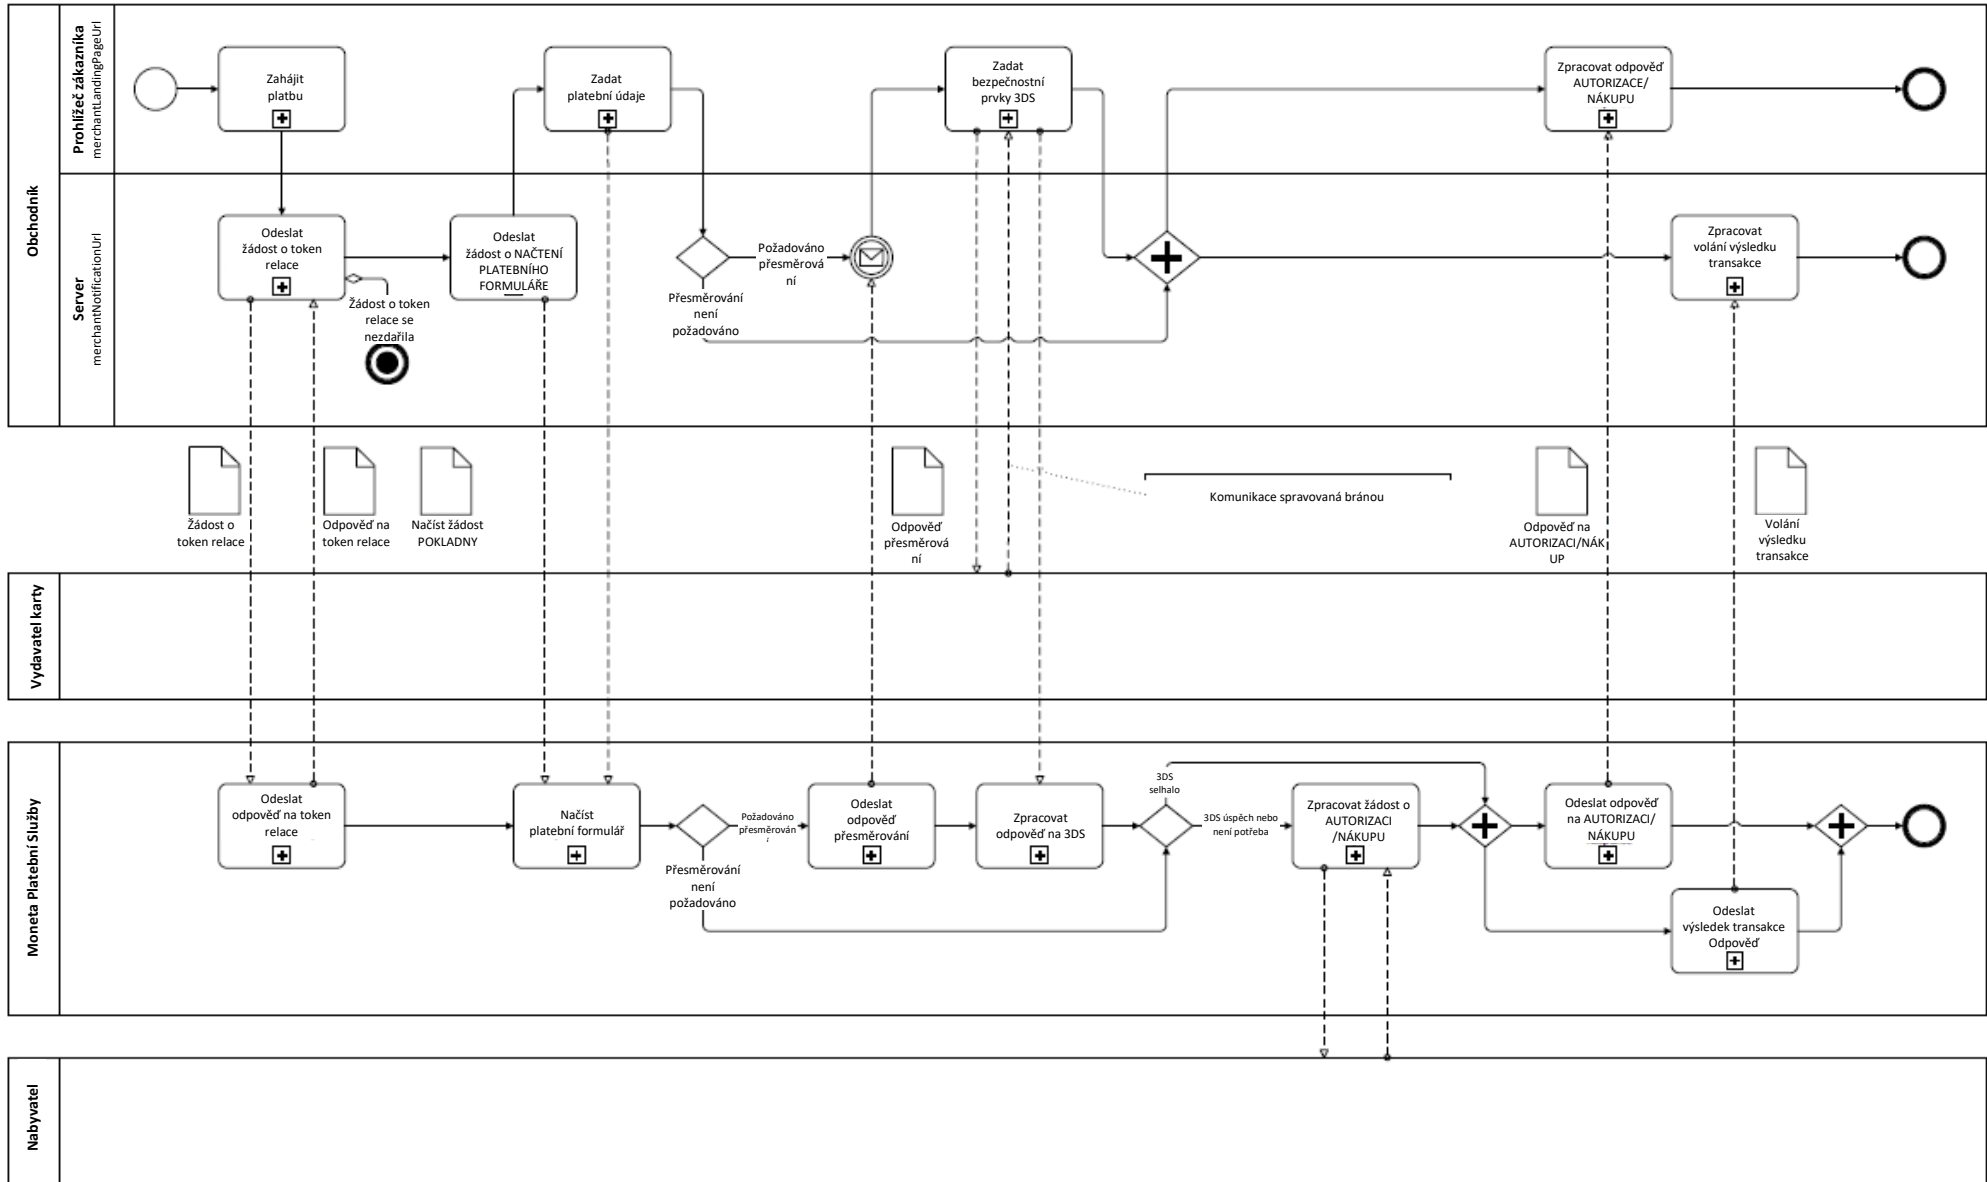 Obchodník
Prohlížeč zákazníka
merchantLandingPageUrl
Zahájit
platbu
Zadat
platební údaje
Zadat
bezpečnostní
prvky 3DS
Zpracovat odpověď
AUTORIZACE/
NÁKUPU
Server
merchantNotificationUrl
Odeslat
žádost o token
relace
Odeslat
žádost o NAČTENÍ
PLATEBNÍHO
FORMULÁŘE
Žádost o token
relace se
nezdařila
Požadováno
přesměrová
ní
Přesměrování
není
požadováno
Zpracovat
volání výsledku
transakce
Žádost o
token relace
Odpověď na
token relace
Načíst žádost
POKLADNY
Odpověď
přesměrová
ní
Komunikace spravovaná bránou
Odpověď na
AUTORIZACI/NÁK
UP
Volání
výsledku
transakce
Vydavatel karty
Moneta Platební Služby
Odeslat
odpověď na token
relace
Načíst
platební formulář
Požadováno
přesměrován
í
Přesměrování
není
požadováno
Odeslat
odpověď
přesměrování
Zpracovat
odpověď na 3DS
3DS
selhalo
3DS úspěch nebo
není potřeba
Zpracovat žádost o
AUTORIZACI
/NÁKUPU
Odeslat odpověď
na AUTORIZACI/
NÁKUPU
Odeslat
výsledek transakce
Odpověď
Nabyvatel